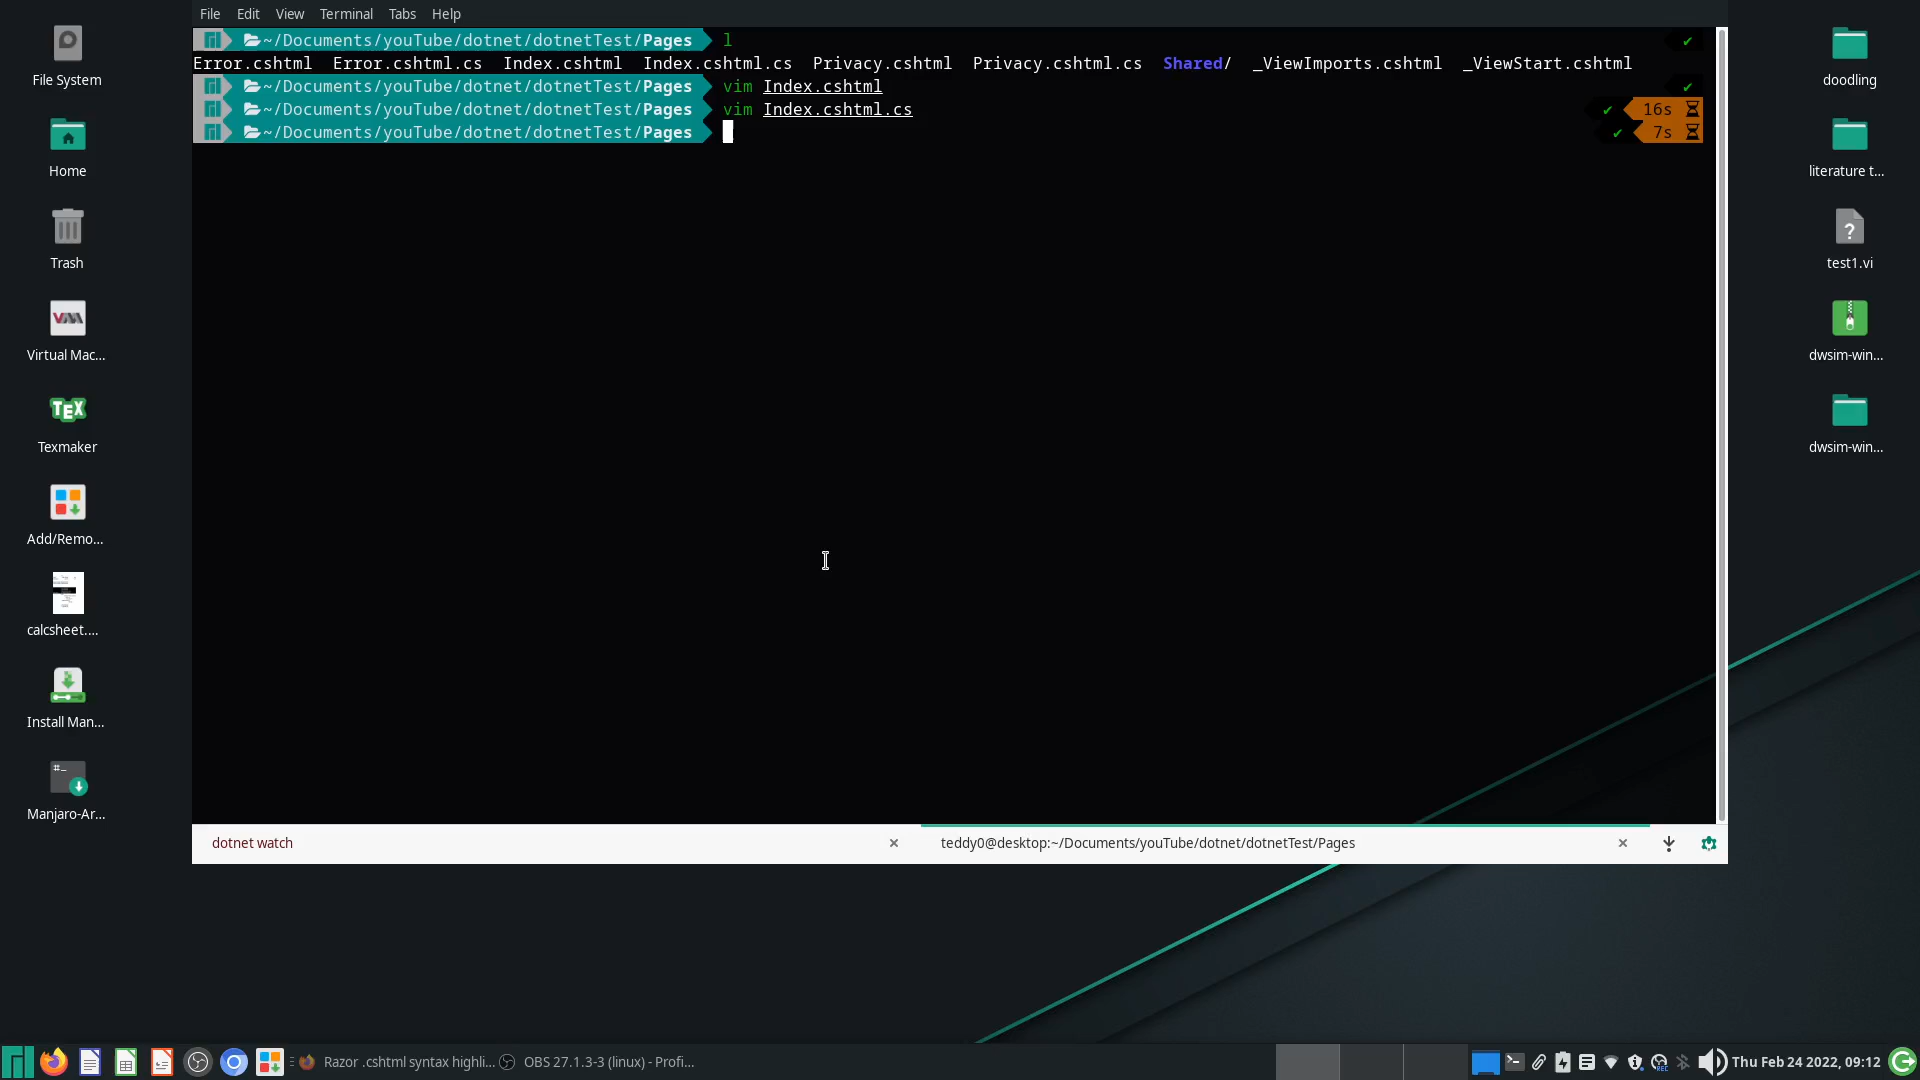 File Edit View Terminal Tabs Help
~/Documents/youTube/dotnet/dotnetTest/Pages l ✔
Error.cshtml Error.cshtml.cs Index.cshtml Index.cshtml.cs Privacy.cshtml Privacy.cshtml.cs Shared/ _ViewImports.cshtml _ViewStart.cshtml
~/Documents/youTube/dotnet/dotnetTest/Pages vim Index.cshtml ✔
~/Documents/youTube/dotnet/dotnetTest/Pages vim Index.cshtml.cs ✔ 16s
~/Documents/youTube/dotnet/dotnetTest/Pages ✔ 7s
File System
Home
Trash
Virtual Mac...
Texmaker
Add/Remo...
calcsheet....
Install Man...
Manjaro-Ar...
doodling
literature t...
test1.vi
dwsim-win...
dwsim-win...
dotnet watch
teddy0@desktop:~/Documents/youTube/dotnet/dotnetTest/Pages
Razor .cshtml syntax highli...
OBS 27.1.3-3 (linux) - Profi...
Thu Feb 24 2022, 09:12